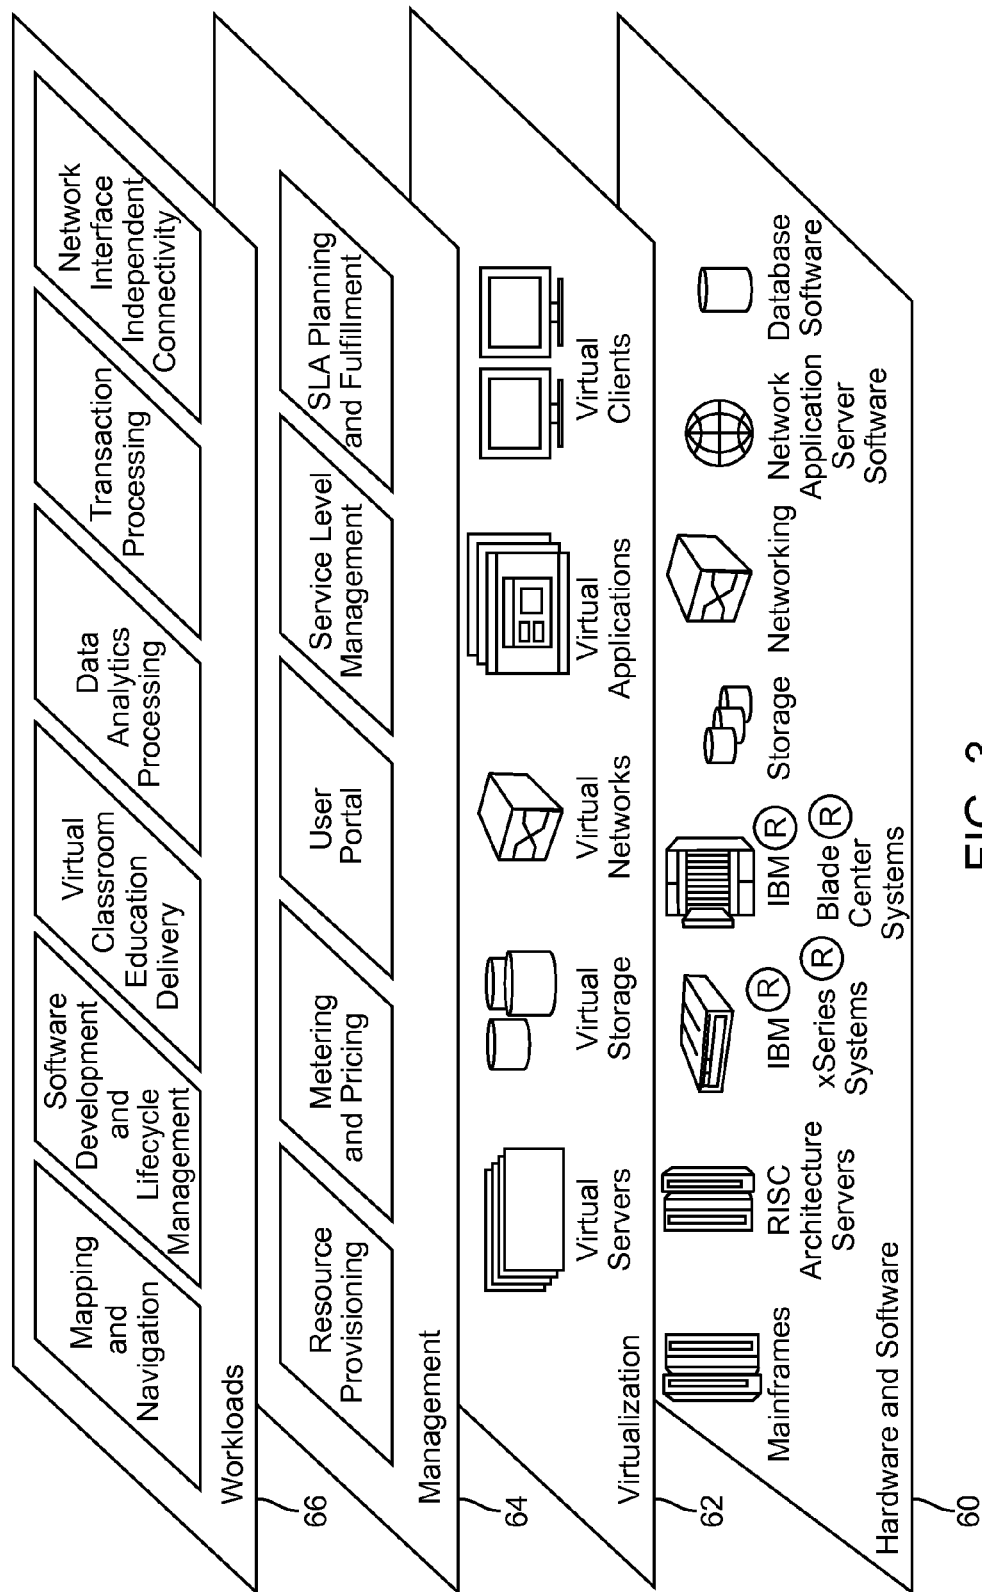 Mapping
and
Navigation
Software
Development
and
Lifecycle
Management
Virtual
Classroom
Education
Delivery
Data
Analytics
Processing
Transaction
Processing
Network
Interface
Independent
Connectivity
Workloads
66
Resource
Provisioning
Metering
and Pricing
User
Portal
Service Level
Management
SLA Planning
and Fulfillment
Management
64
Virtual
Servers
Virtual
Storage
Virtual
Networks
Virtual
Applications
Virtual
Clients
Virtualization
62
Mainframes
RISC
Architecture
Servers
IBM ®
xSeries ®
Systems
IBM ®
Blade ®
Center
Systems
Storage
Networking
Network
Application
Server
Software
Database
Software
Hardware and Software
60